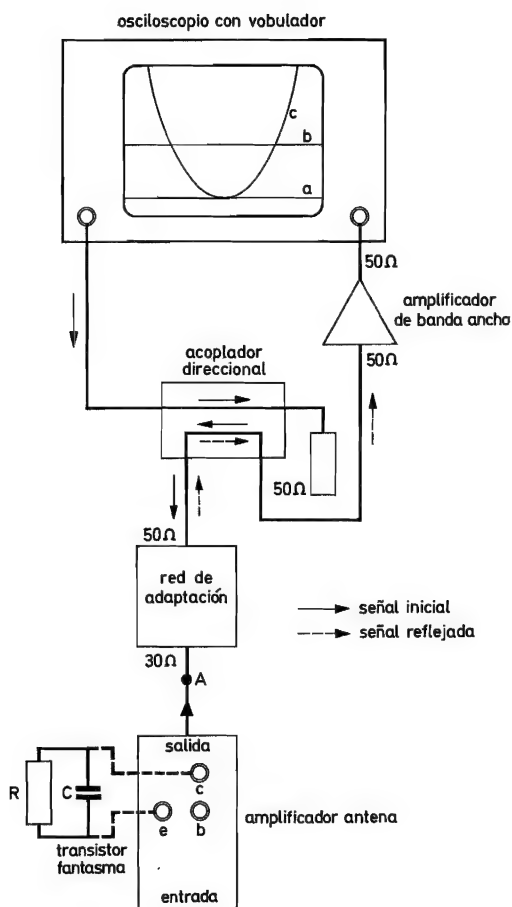 osciloscopio con vobulador
c
b
a
50Ω
amplificador
de banda ancho
50Ω
acoplador
direccional
50Ω
50Ω
red de
adaptación
señal inicial
señal reflejada
30Ω
A
salida
c
R
C
e
b
amplificador antena
transistor
fantasma
entrada